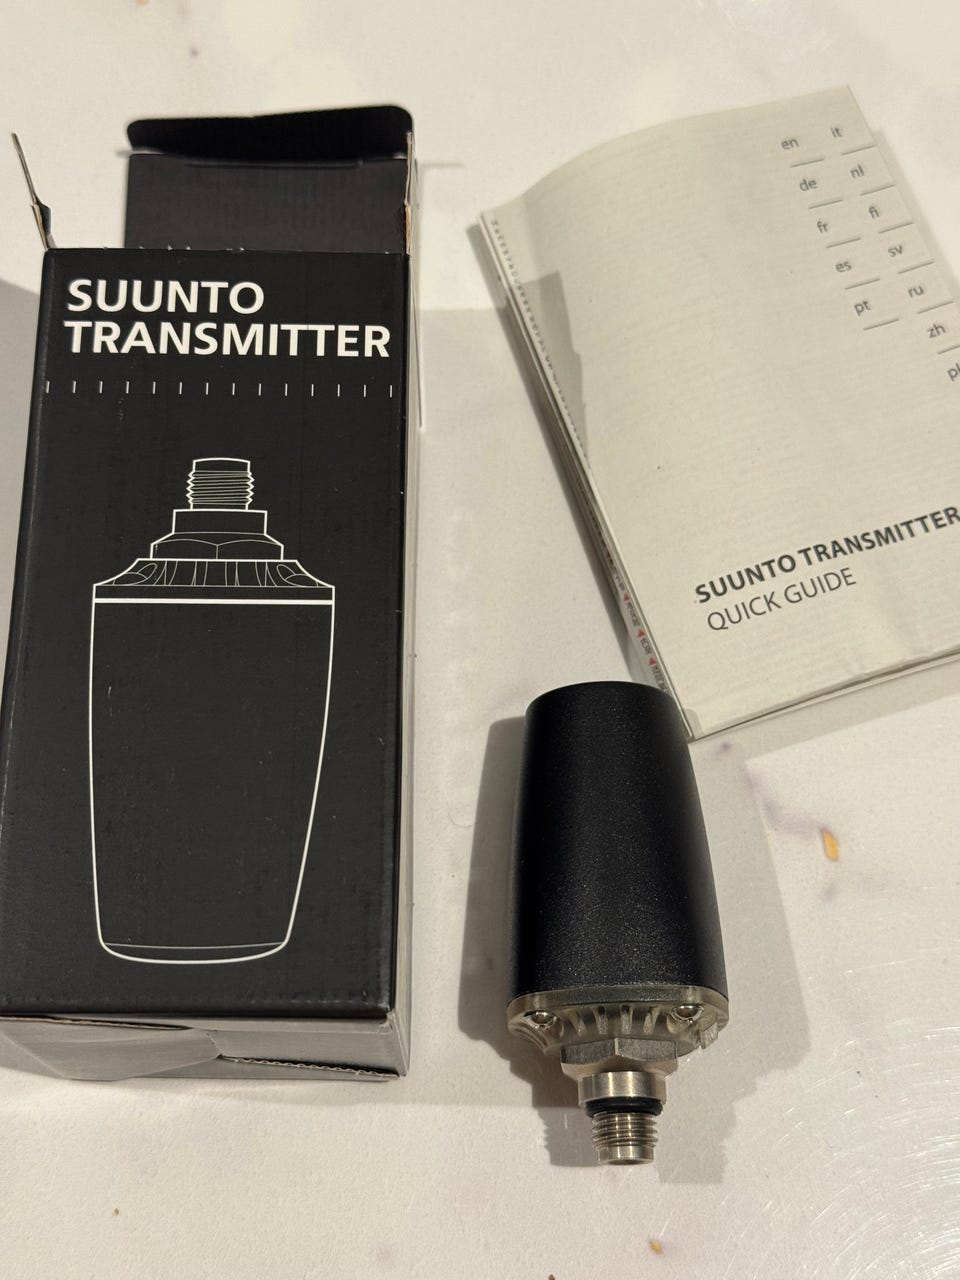 SUUNTO
TRANSMITTER
en it
de nl
fr fi
es sv
pt ru
zh
SUUNTO TRANSMITTER
QUICK GUIDE